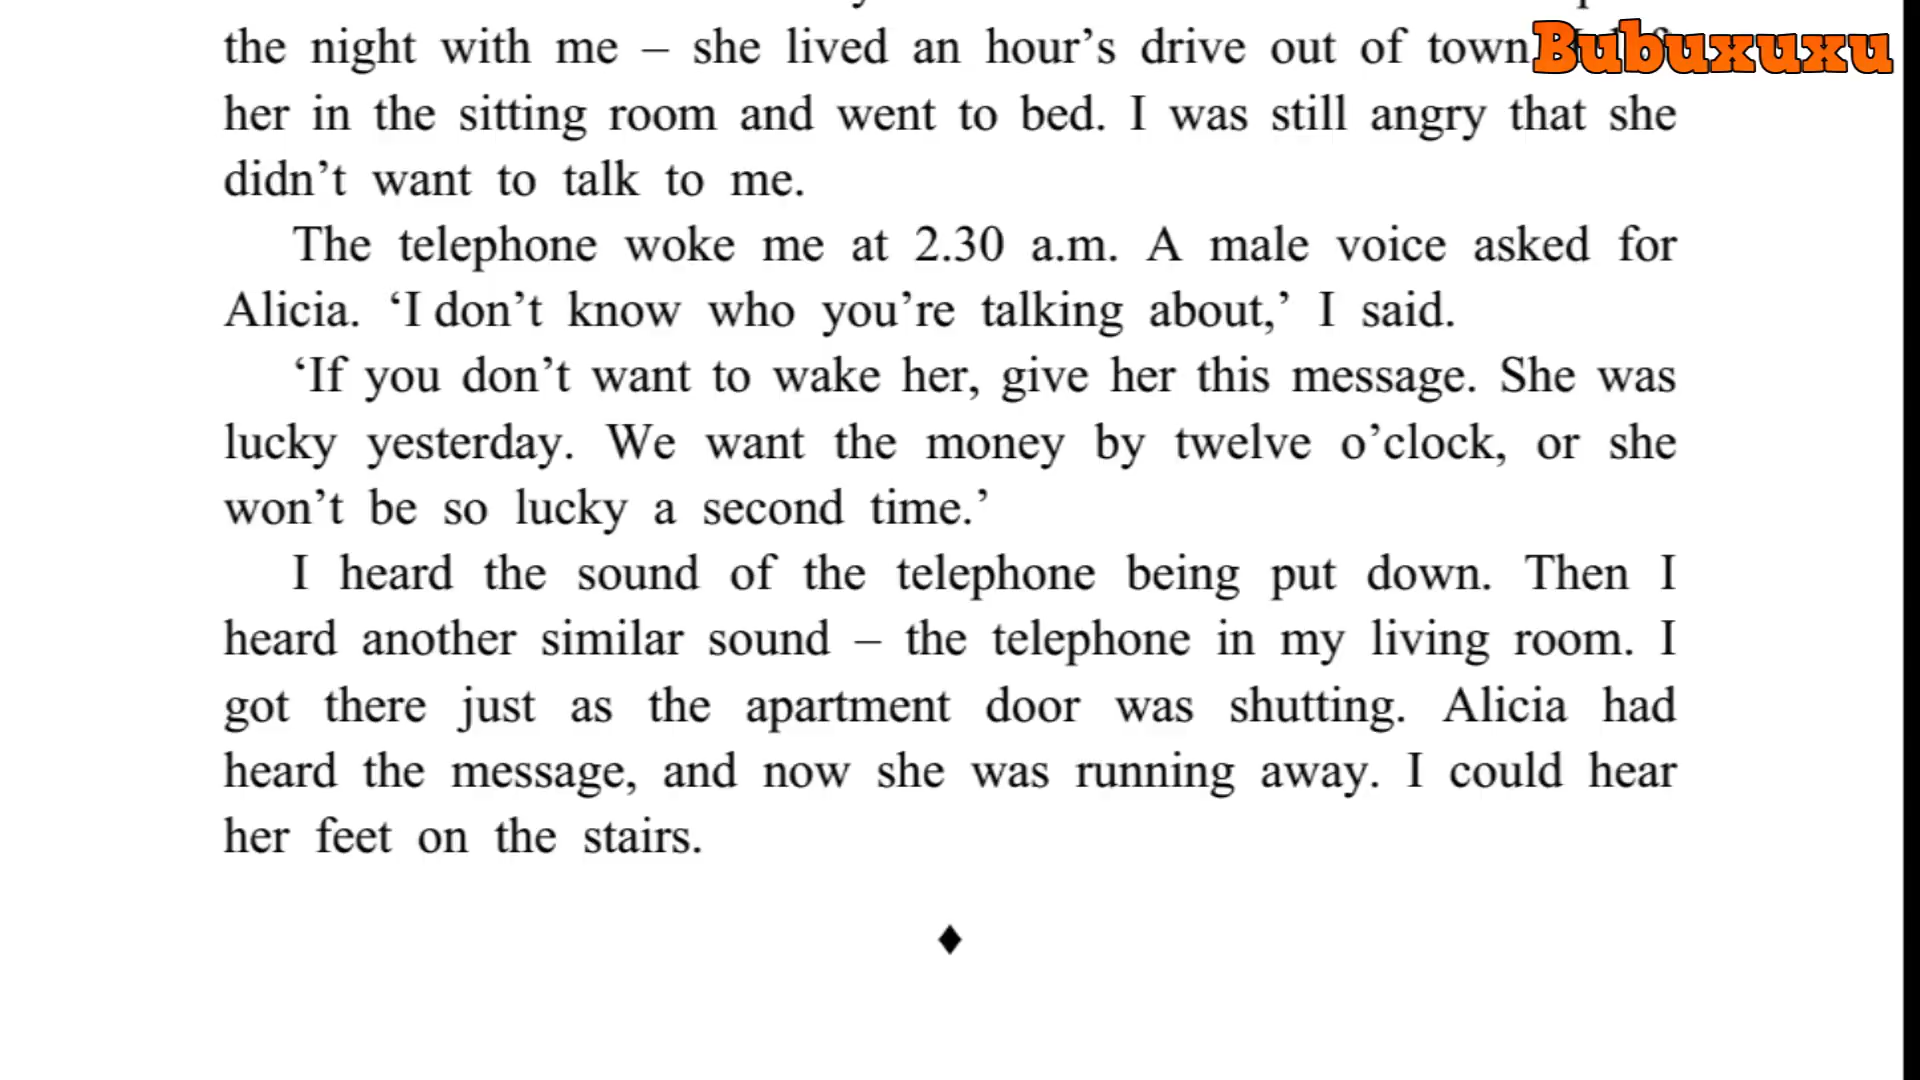 the night with me – she lived an hour's drive out of town
Bubuxuxu
her in the sitting room and went to bed. I was still angry that she
didn't want to talk to me.
The telephone woke me at 2.30 a.m. A male voice asked for
Alicia. ‘I don’t know who you’re talking about,’ I said.
‘If you don’t want to wake her, give her this message. She was
lucky yesterday. We want the money by twelve o’clock, or she
won’t be so lucky a second time.’
I heard the sound of the telephone being put down. Then I
heard another similar sound – the telephone in my living room. I
got there just as the apartment door was shutting. Alicia had
heard the message, and now she was running away. I could hear
her feet on the stairs.